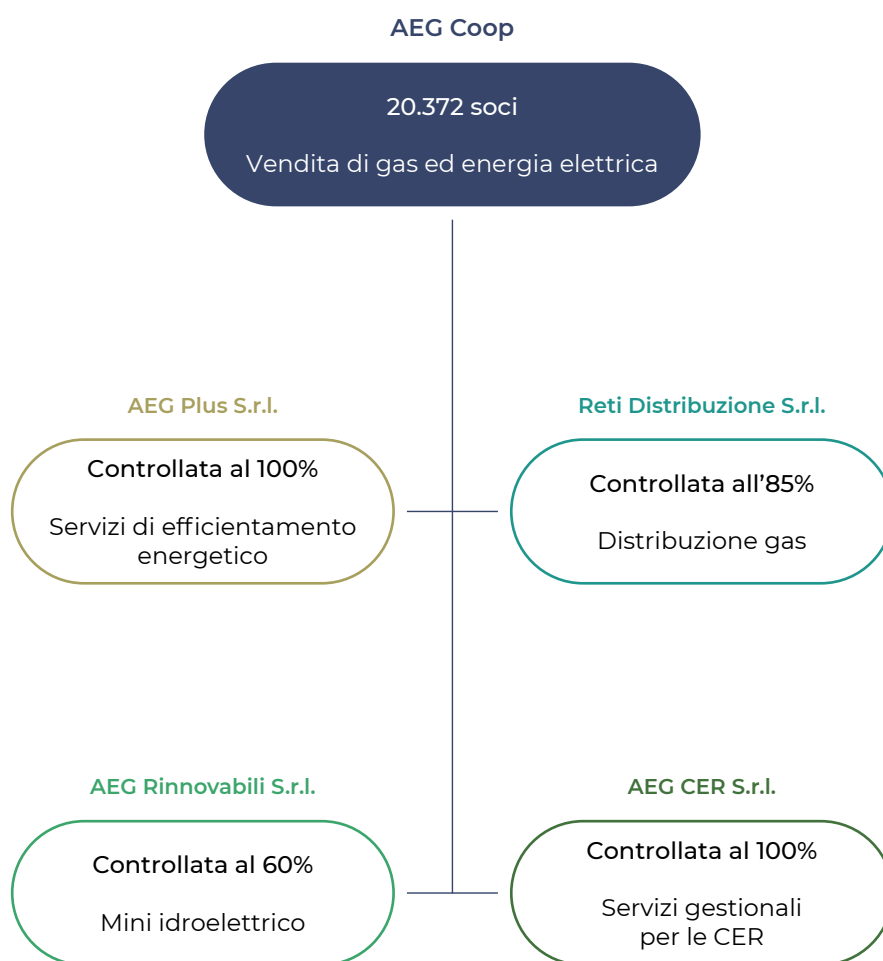 AEG Coop
20.372 soci
Vendita di gas ed energia elettrica
AEG Plus S.r.l.
Controllata al 100%
Servizi di efficientamento
energetico
Reti Distribuzione S.r.l.
Controllata all’85%
Distribuzione gas
AEG Rinnovabili S.r.l.
Controllata al 60%
Mini idroelettrico
AEG CER S.r.l.
Controllata al 100%
Servizi gestionali
per le CER